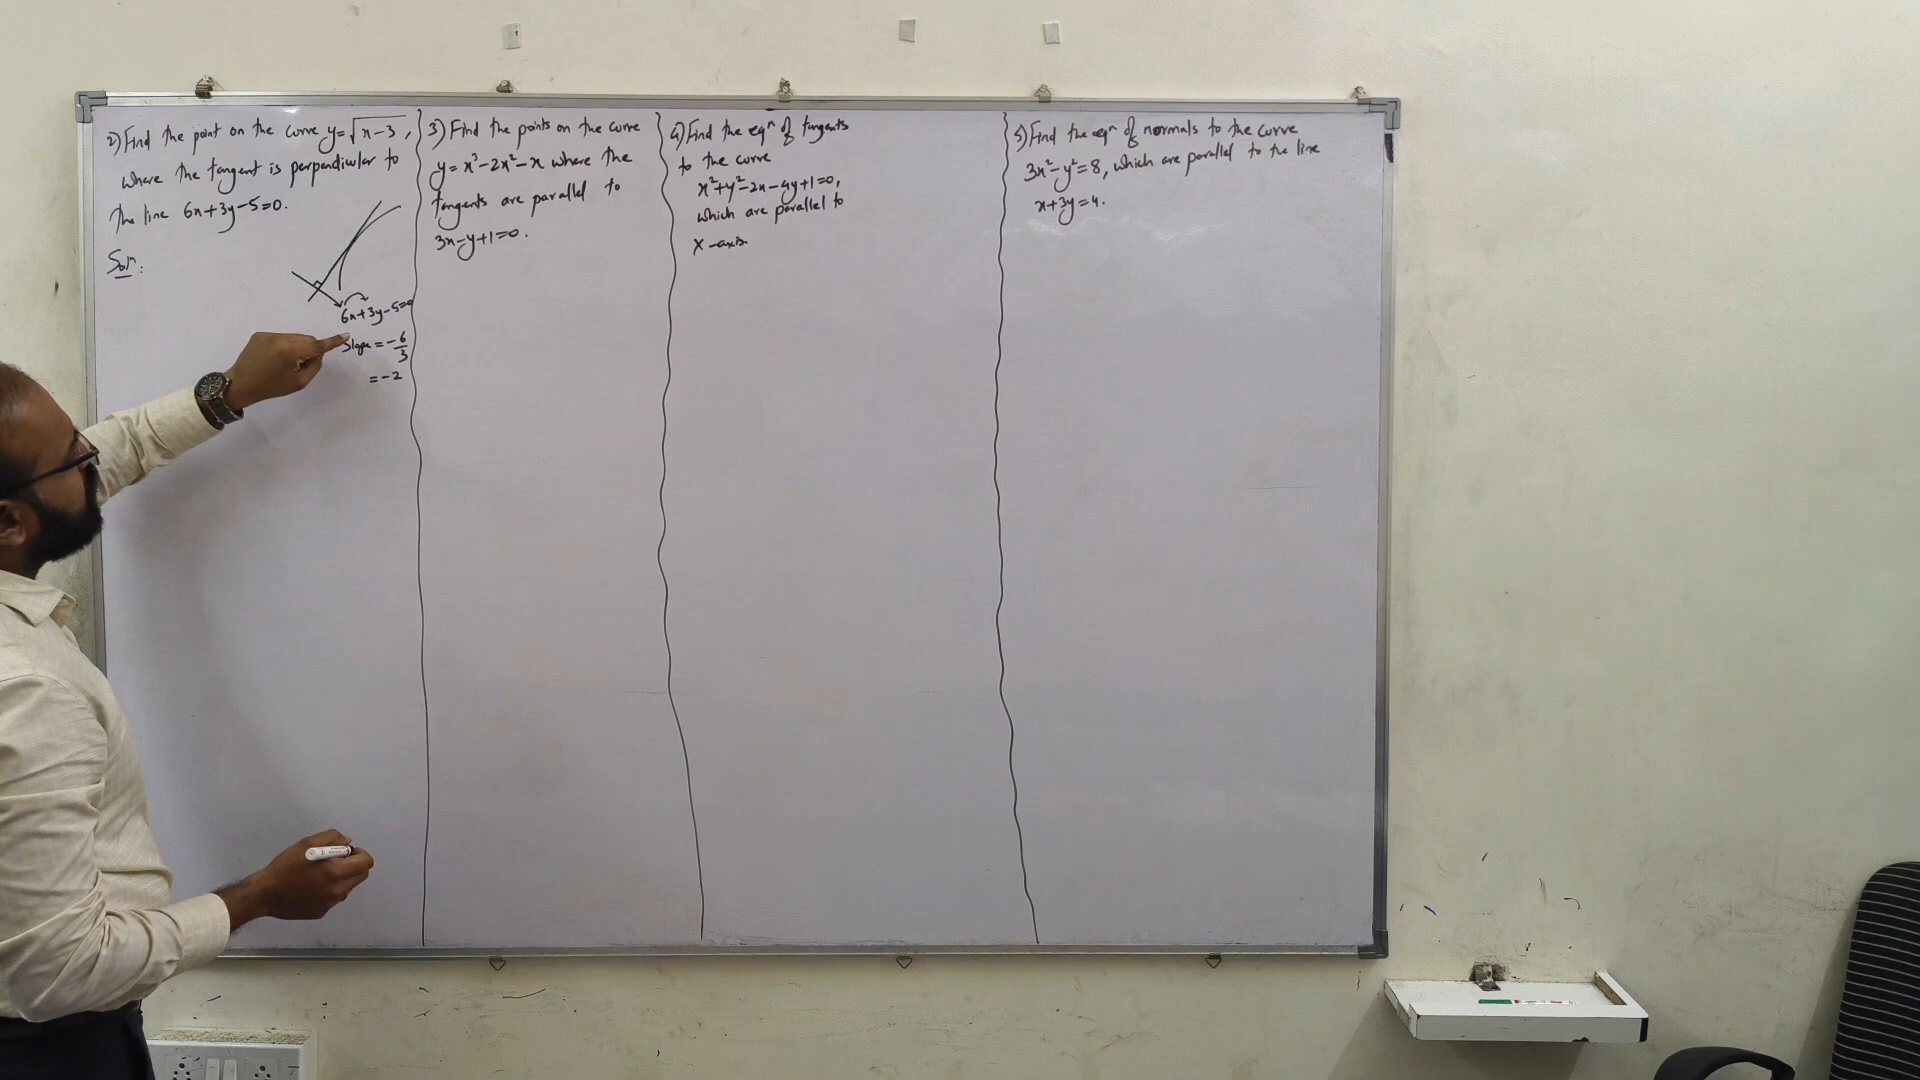 2) Find the point on the curve y=√x-3,
where the tangent is perpendicular to
the line 6x+3y-5=0.
Solⁿ:
6x+3y-5=0
Slope = -6/3
= -2
3) Find the points on the curve
y=x³-2x²-x where the
tangents are parallel to
3x-y+1=0.
4) Find the eqⁿ of tangents
to the curve
x²+y²-2x-4y+1=0,
which are parallel to
X-axis.
5) Find the eqⁿ of normals to the curve
3x²-y²=8, which are parallel to the line
x+3y=4.